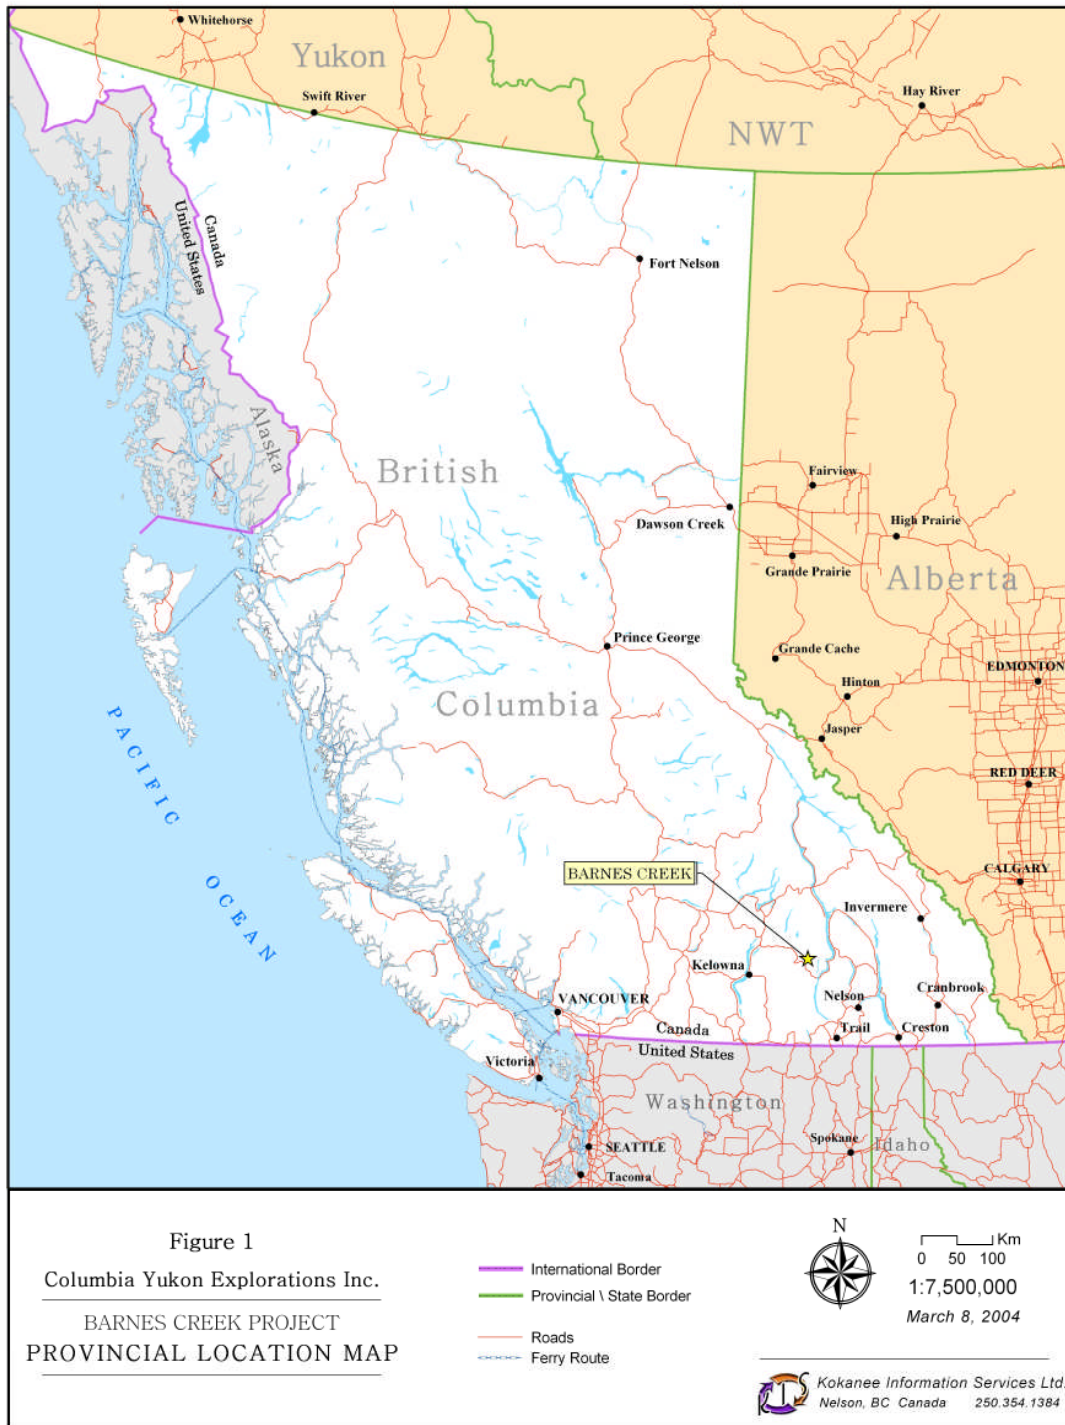 Whitehorse
Yukon
Swift River
Hay River
NWT
Canada
United States
Fort Nelson
Alaska
British
Fairview
Dawson Creek
High Prairie
Grande Prairie
Alberta
Prince George
Grande Cache
EDMONTON
Hinton
Columbia
Jasper
PACIFIC
OCEAN
RED DEER
BARNES CREEK
CALGARY
Invermere
Kelowna
Cranbrook
Nelson
VANCOUVER
Canada
Trail
Creston
United States
Victoria
Washington
SEATTLE
Spokane
Idaho
Tacoma
Figure 1
Columbia Yukon Explorations Inc.
BARNES CREEK PROJECT
PROVINCIAL LOCATION MAP
International Border
Provincial \ State Border
Roads
Ferry Route
N
Km
0 50 100
1:7,500,000
March 8, 2004
KIS
Kokanee Information Services Ltd.
Nelson, BC Canada 250.354.1384